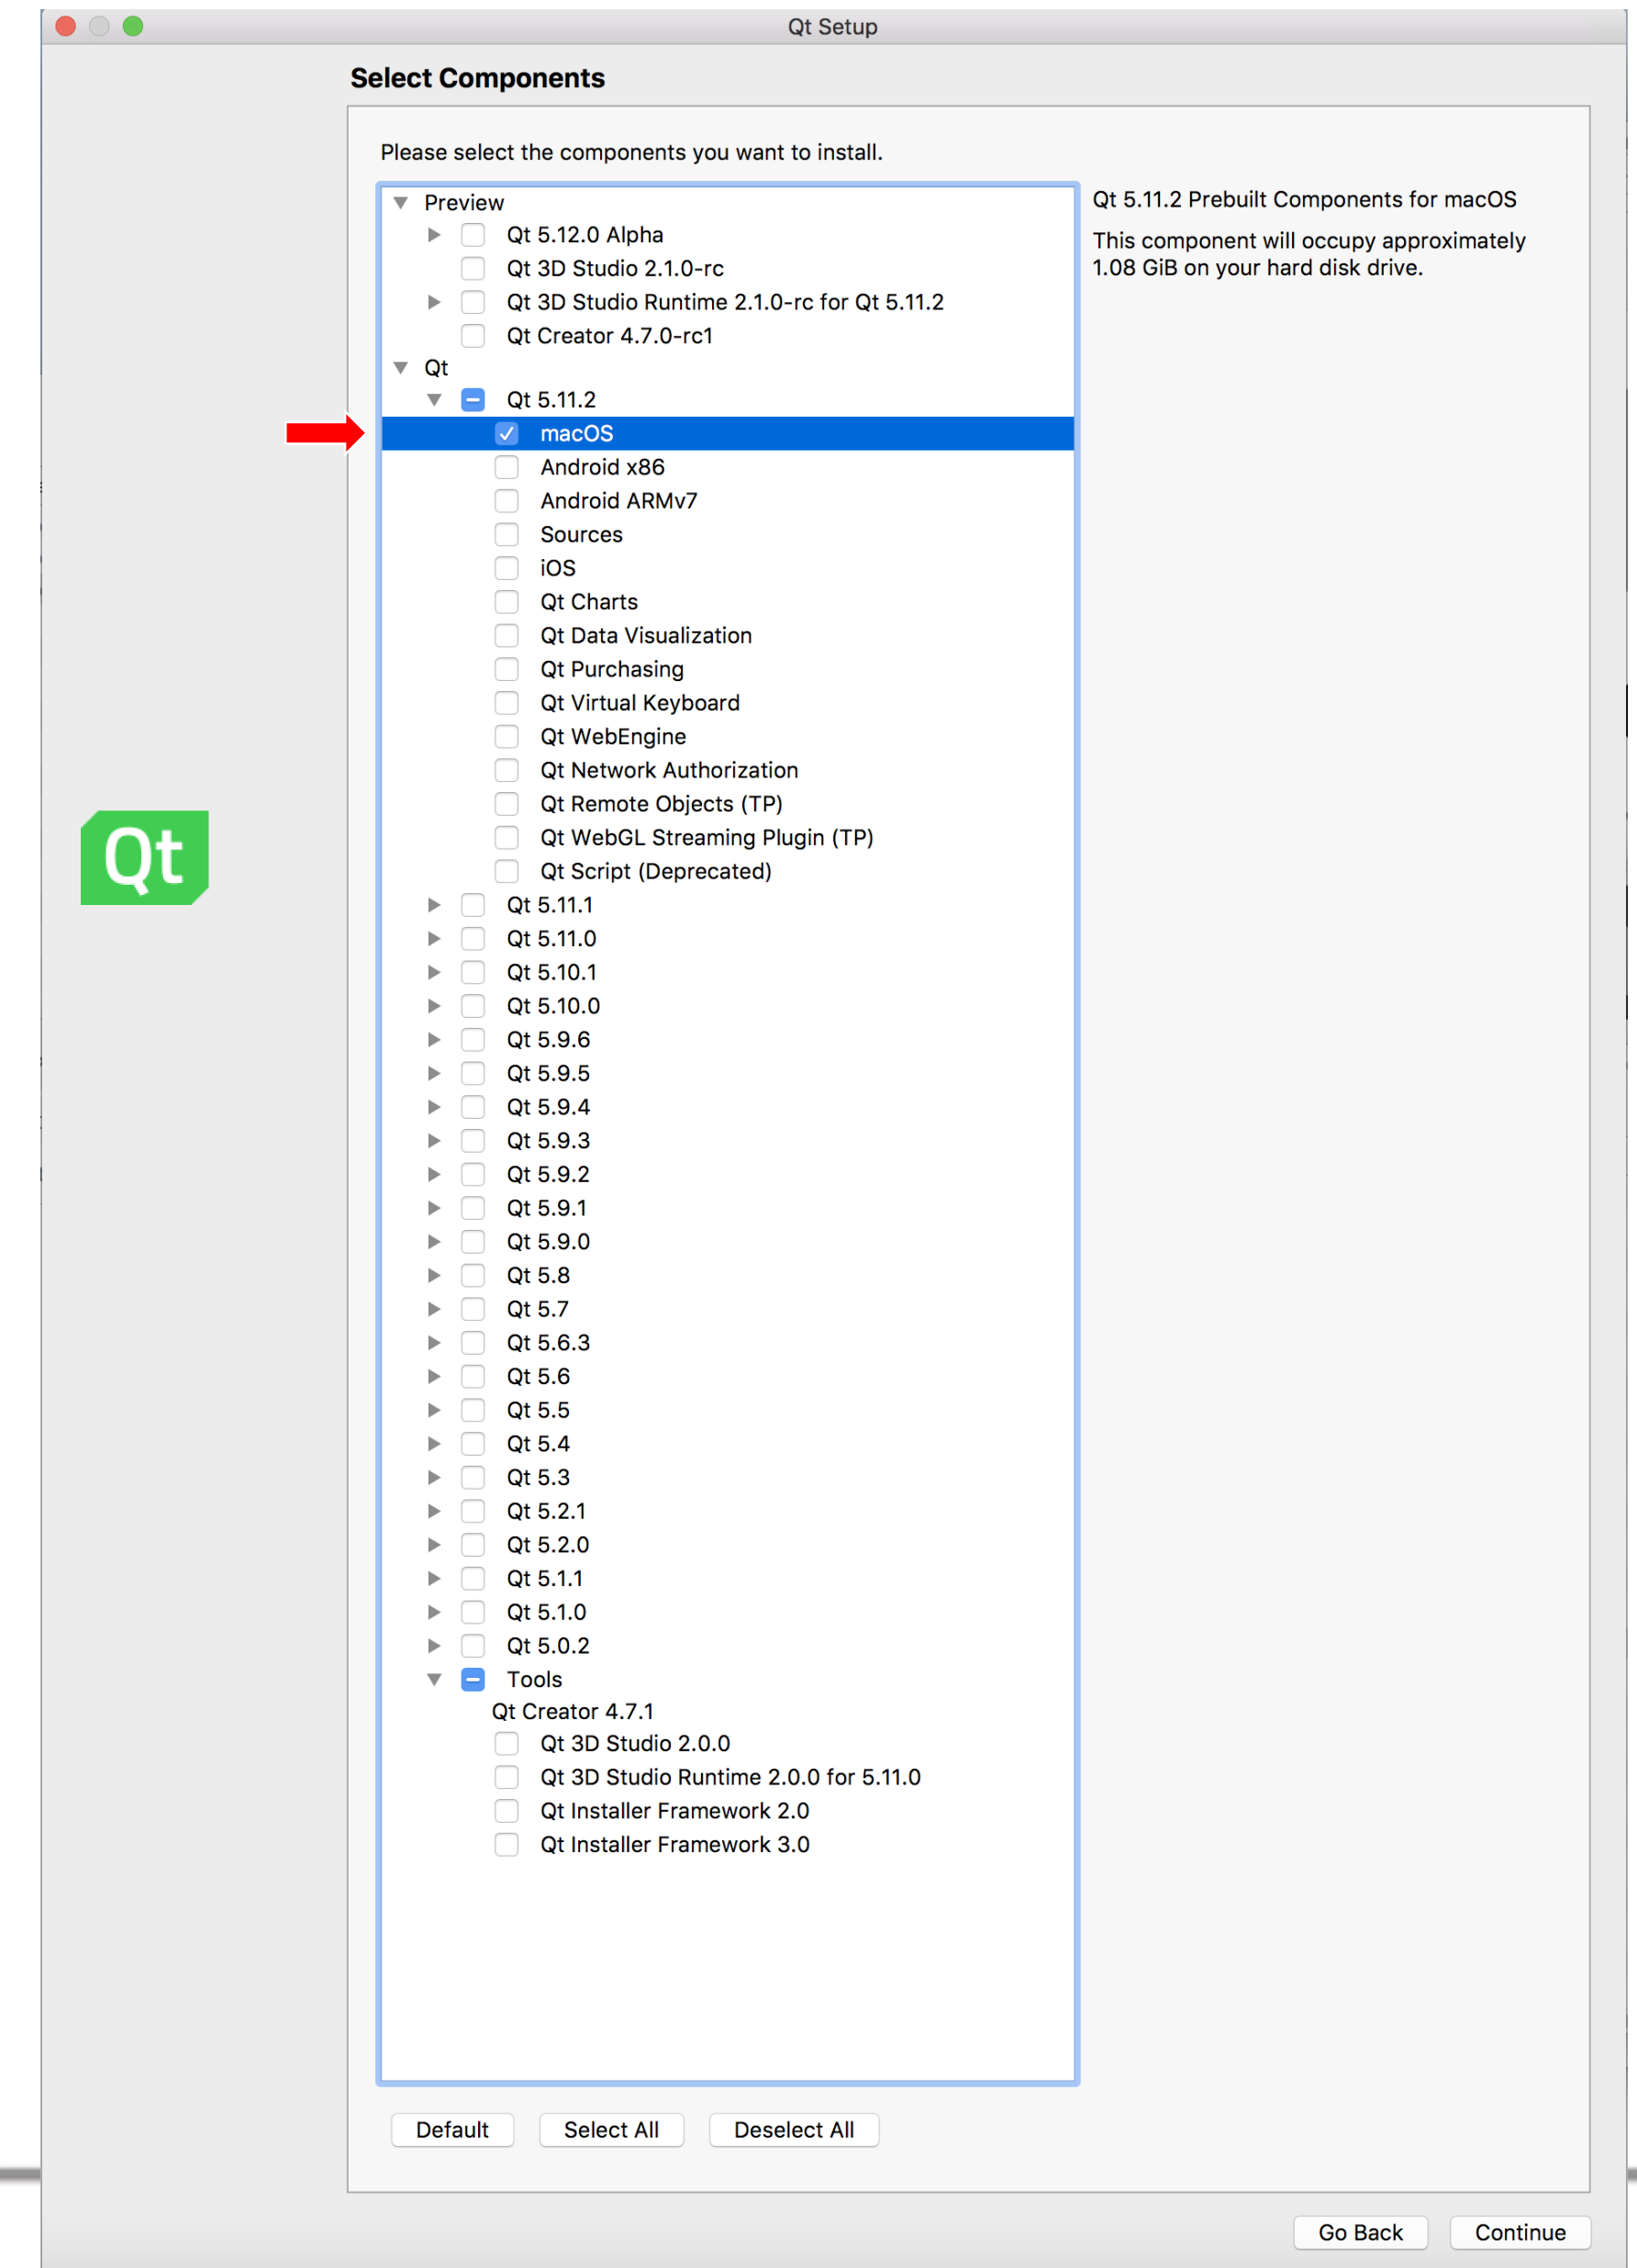 Qt Setup
Select Components
Please select the components you want to install.
Preview
Qt 5.12.0 Alpha
Qt 3D Studio 2.1.0-rc
Qt 3D Studio Runtime 2.1.0-rc for Qt 5.11.2
Qt Creator 4.7.0-rc1
Qt
Qt 5.11.2
macOS
Android x86
Android ARMv7
Sources
iOS
Qt Charts
Qt Data Visualization
Qt Purchasing
Qt Virtual Keyboard
Qt WebEngine
Qt Network Authorization
Qt Remote Objects (TP)
Qt WebGL Streaming Plugin (TP)
Qt Script (Deprecated)
Qt 5.11.1
Qt 5.11.0
Qt 5.10.1
Qt 5.10.0
Qt 5.9.6
Qt 5.9.5
Qt 5.9.4
Qt 5.9.3
Qt 5.9.2
Qt 5.9.1
Qt 5.9.0
Qt 5.8
Qt 5.7
Qt 5.6.3
Qt 5.6
Qt 5.5
Qt 5.4
Qt 5.3
Qt 5.2.1
Qt 5.2.0
Qt 5.1.1
Qt 5.1.0
Qt 5.0.2
Tools
Qt Creator 4.7.1
Qt 3D Studio 2.0.0
Qt 3D Studio Runtime 2.0.0 for 5.11.0
Qt Installer Framework 2.0
Qt Installer Framework 3.0
Qt 5.11.2 Prebuilt Components for macOS
This component will occupy approximately
1.08 GiB on your hard disk drive.
Qt
Default
Select All
Deselect All
Go Back
Continue